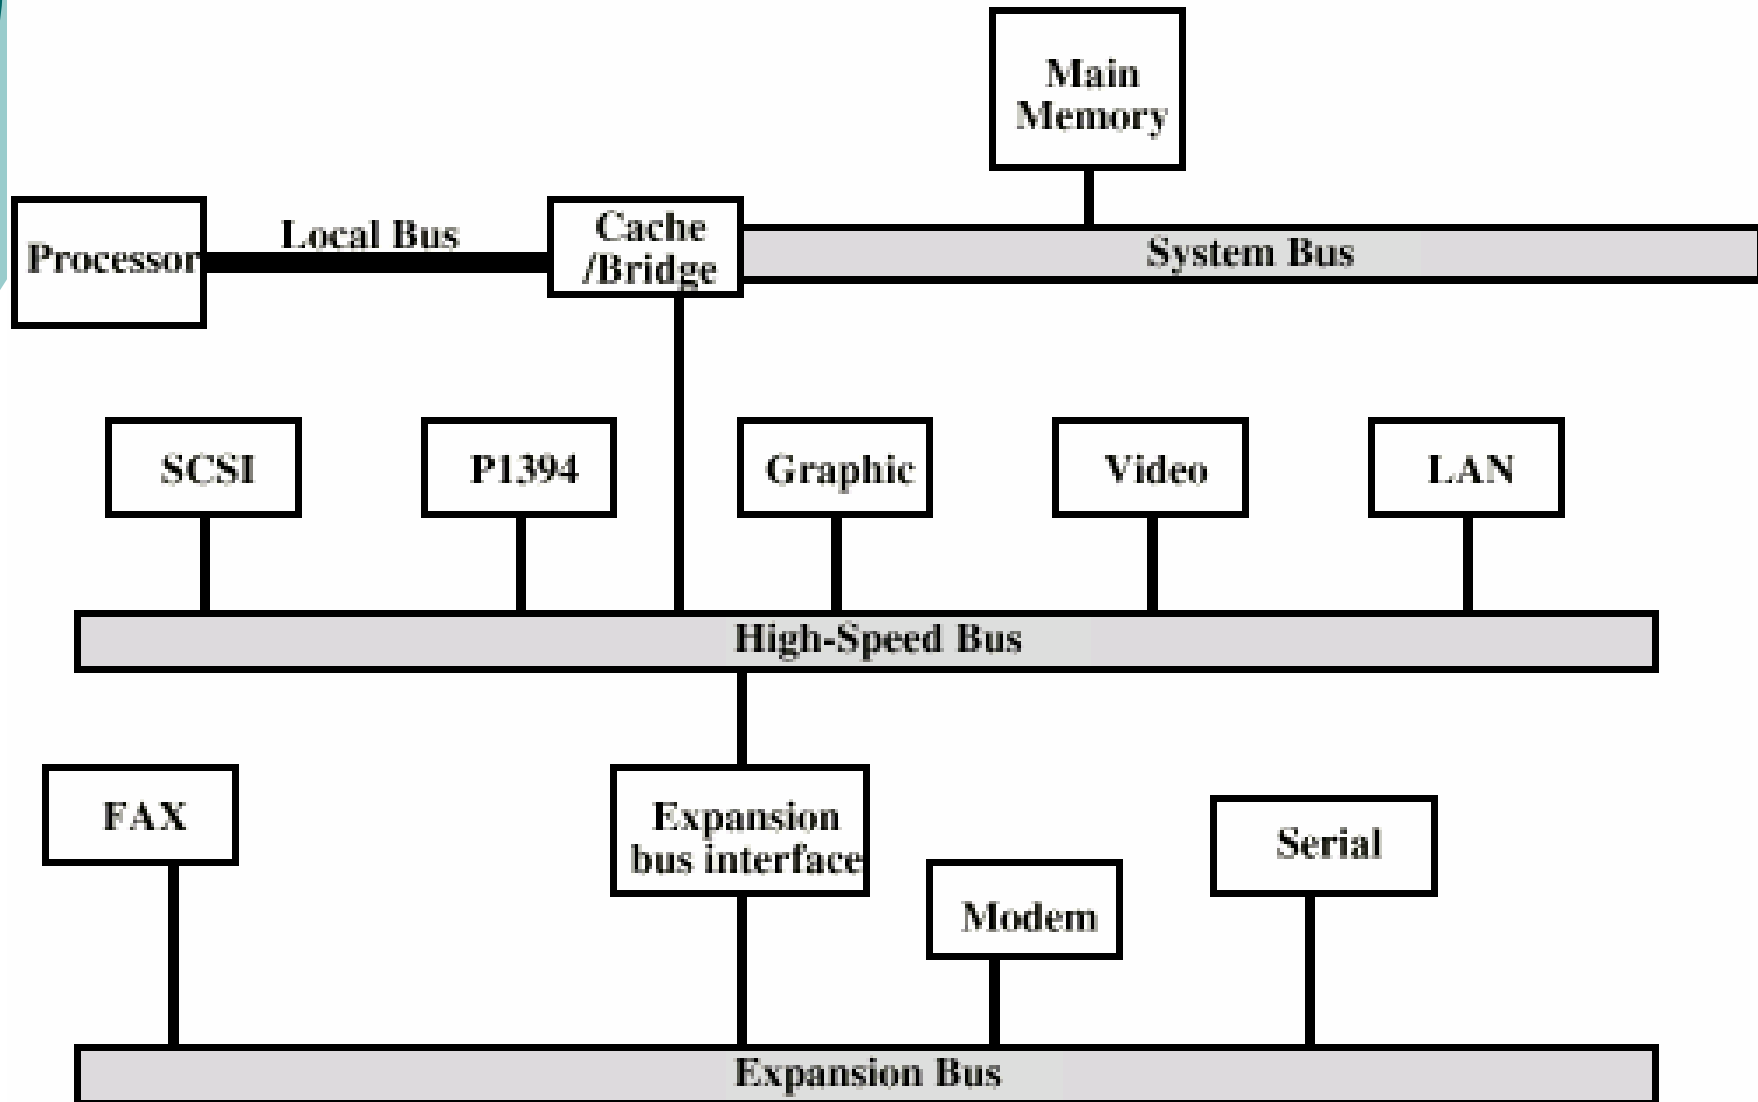 Main
Memory
Processor
Local Bus
Cache
/Bridge
System Bus
SCSI
P1394
Graphic
Video
LAN
High-Speed Bus
FAX
Expansion
bus interface
Modem
Serial
Expansion Bus